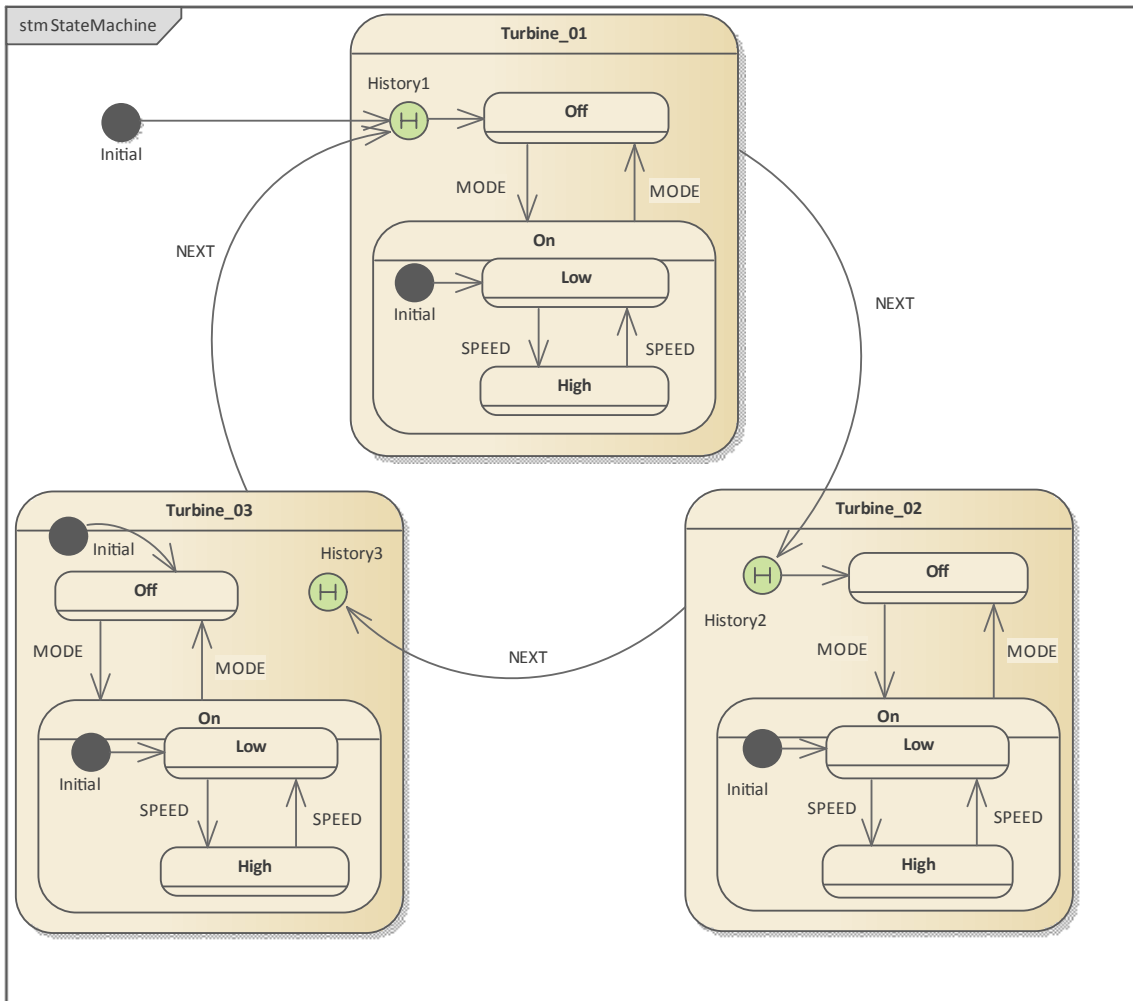 stm StateMachine
Turbine_01
History1
H
Off
Initial
MODE
MODE
On
NEXT
Low
Initial
NEXT
SPEED
SPEED
High
Turbine_03
Initial
History3
H
Off
MODE
MODE
On
Low
Initial
SPEED
SPEED
High
NEXT
Turbine_02
H
Off
History2
MODE
MODE
On
Low
Initial
SPEED
SPEED
High